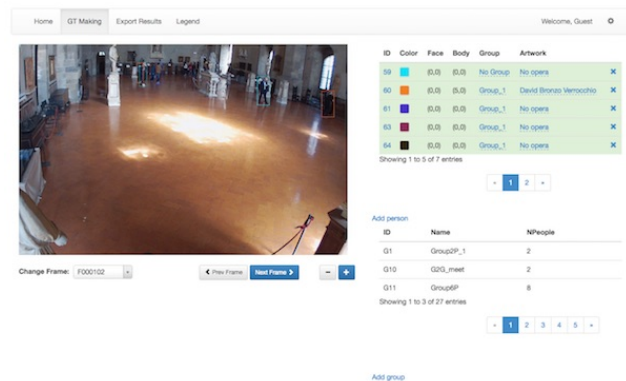 Home GT Making Export Results Legend Welcome, Guest
ID Color Face Body Group Artwork
59 (0,0) (0,0) No Group No opera
60 (0,0) (5,0) Group_1 David Bronzo Verrocchio
61 (0,0) (0,0) Group_1 No opera
63 (0,0) (0,0) Group_1 No opera
64 (0,0) (0,0) Group_1 No opera
Showing 1 to 5 of 7 entries
« 1 2 »
Add person
ID Name NPeople
G1 Group2P_1 2
G10 G2G_meet 2
G11 Group6P 8
Showing 1 to 3 of 27 entries
« 1 2 3 4 5 »
Change Frame: F000102 Prev Frame Next Frame − +
Add group